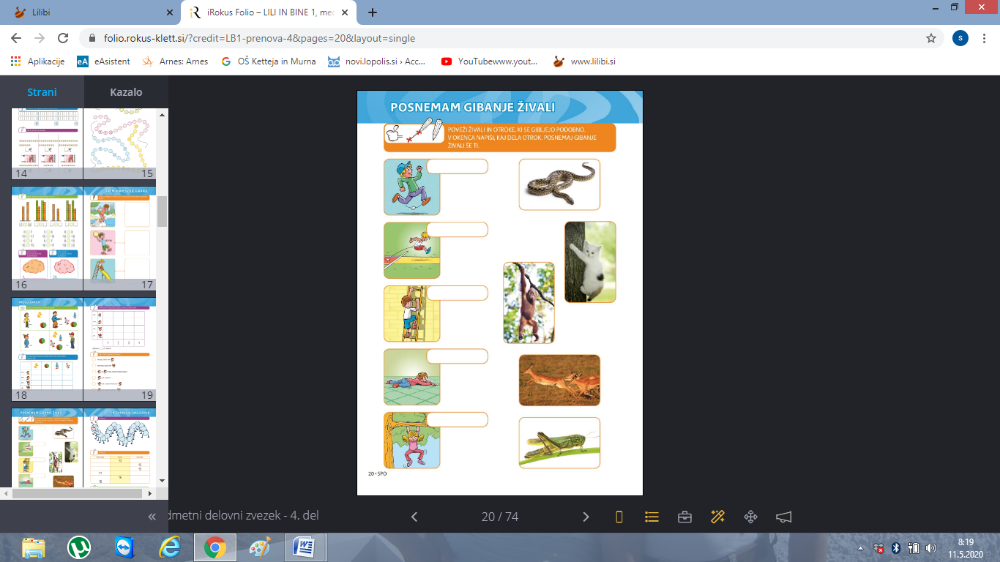 Lilibi
iRokus Folio – LILI IN BINE 1, med
folio.rokus-klett.si/?credit=LB1-prenova-4&pages=20&layout=single
s
Aplikacije
eA eAsistent
Arnes: Arnes
OŠ Ketteja in Murna
novi.lopolis.si › Acc...
YouTubewww.yout...
www.lilibi.si
Strani
Kazalo
14
15
16
17
18
19
POSNEMAM GIBANJE ŽIVALI
POVEŽI ŽIVALI IN OTROKE, KI SE GIBLJEJO PODOBNO.
V OKENCA NAPIŠI, KAJ DELA OTROK. POSNEMAJ GIBANJE
ŽIVALI ŠE TI.
20 • SPO
dmetni delovni zvezek - 4. del
20 / 74
8:19
11.5.2020